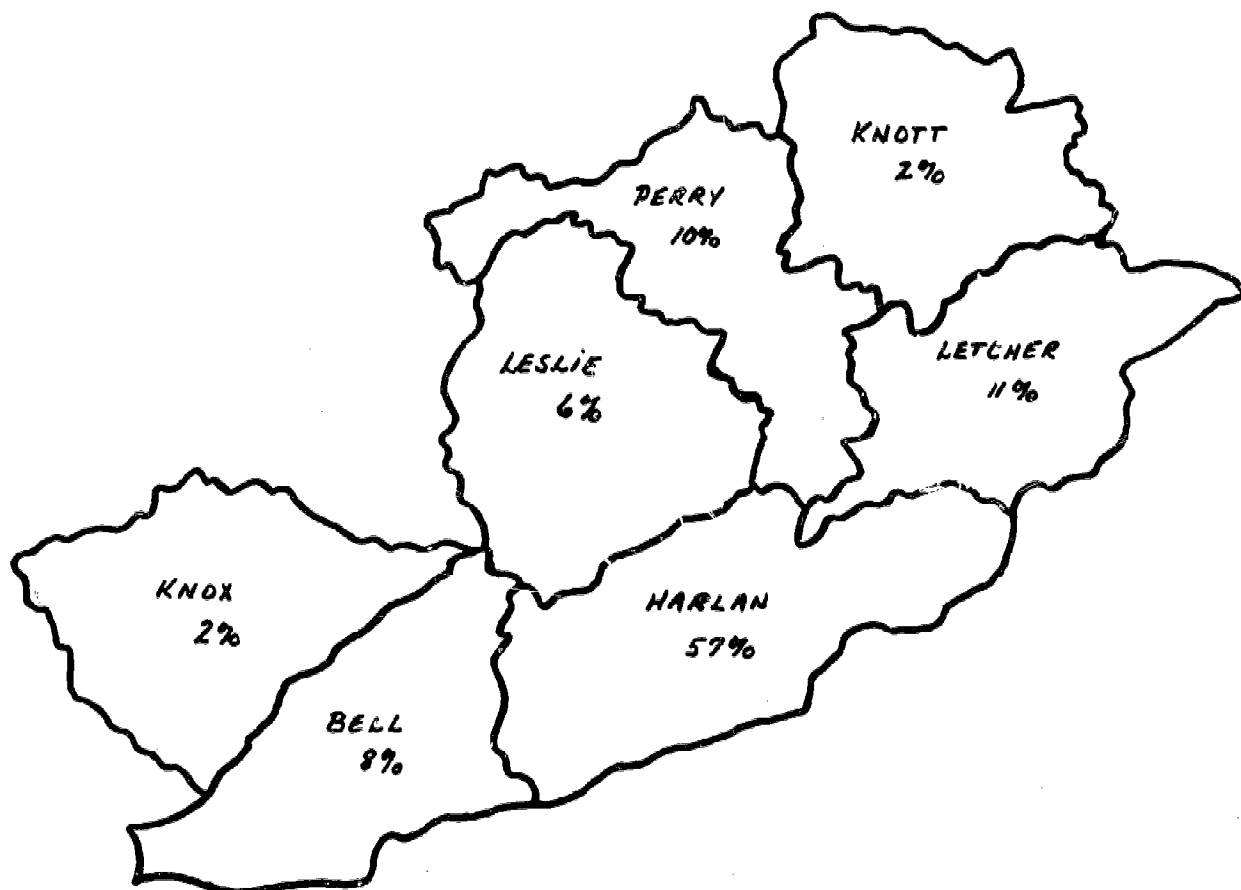 KNOTT
2%
PERRY
10%
LESLIE
6%
LETCHER
11%
KNOX
2%
HARLAN
57%
BELL
8%